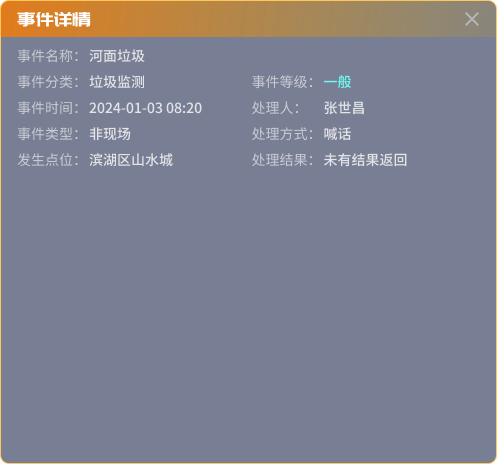 事件详情
事件名称： 河面垃圾
事件分类： 垃圾监测 事件等级： 一般
事件时间： 2024-01-03 08:20 处理人： 张世昌
事件类型： 非现场 处理方式： 喊话
发生点位： 滨湖区山水城 处理结果： 未有结果返回